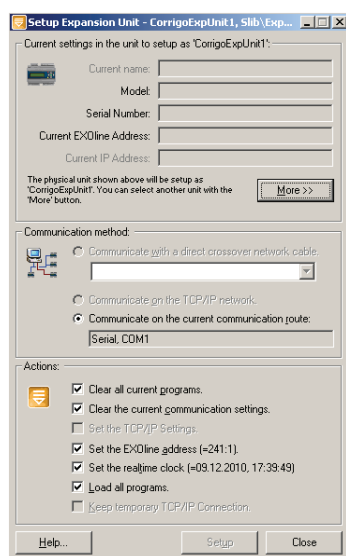 Setup Expansion Unit - CorrigoExpUnit1, Slib\Exp...
Current settings in the unit to setup as 'CorrigoExpUnit1':
Current name:
Model:
Serial Number:
Current EXOline Address:
Current IP Address:
The physical unit shown above will be setup as
'CorrigoExpUnit1'. You can select another unit with the
'More' button.
More >>
Communication method:
Communicate with a direct crossover network cable.
Communicate on the TCP/IP network.
Communicate on the current communication route:
Serial, COM1
Actions:
Clear all current programs.
Clear the current communication settings.
Set the TCP/IP Settings.
Set the EXOline address (=241:1).
Set the realtime clock (=09.12.2010, 17:39:49)
Load all programs.
Keep temporary TCP/IP Connection.
Help...
Setup
Close